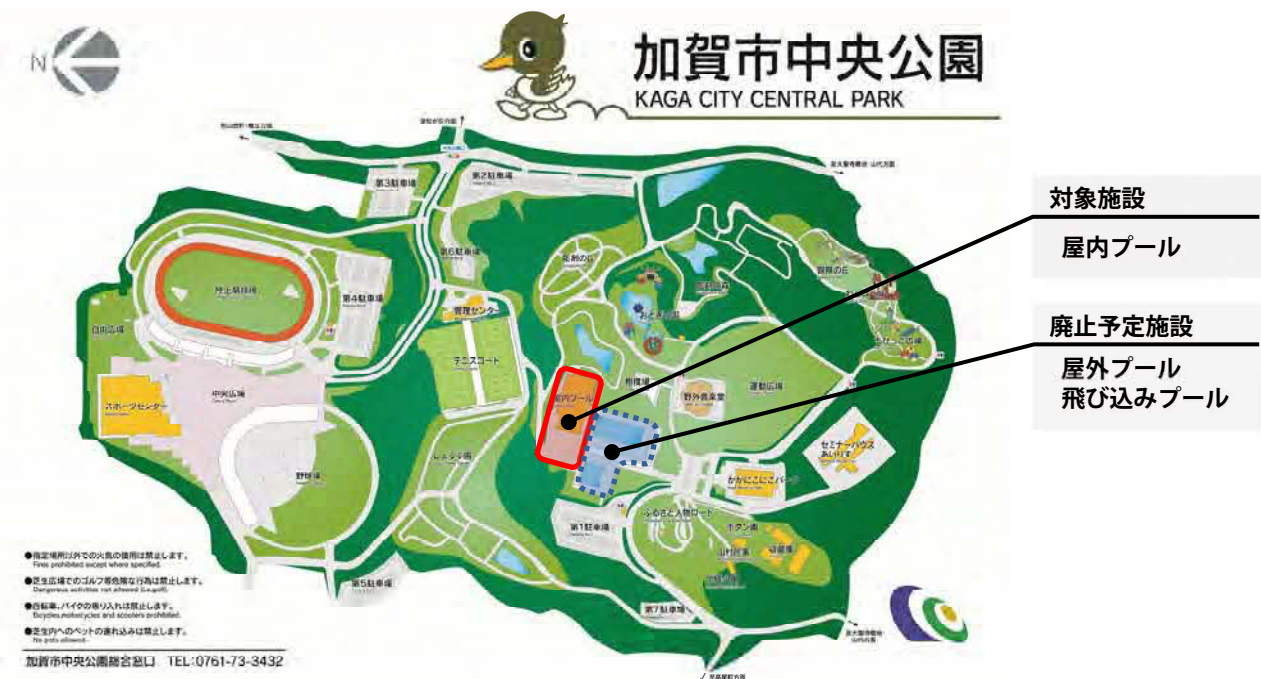 N
加賀市中央公園
KAGA CITY CENTRAL PARK
対象施設
屋内プール
廃止予定施設
屋外プール
飛び込みプール
第3駐車場
第2駐車場
第6駐車場
第4駐車場
陸上競技場
自由広場
管理センター
テニスコート
中央広場
スポーツセンター
野球場
屋内プール
相撲場
野外音楽堂
運動広場
冒険の丘
セミナーハウス
あいりす
かがにこにこパーク
ふるさと人物ロード
ボタン園
山村民家
第1駐車場
第5駐車場
第7駐車場
●指定場所以外での火気の使用は禁止します。
Fires prohibited except where specified.
●芝生広場でのゴルフ等危険な行為は禁止します。
Dangerous activities not allowed (i.e.golf).
●自転車、バイクの乗り入れは禁止します。
Bicycles,motorcycles and scooters prohibited.
●芝生内へのペットの連れ込みは禁止します。
No pets allowed.
加賀市中央公園総合窓口 TEL:0761-73-3432